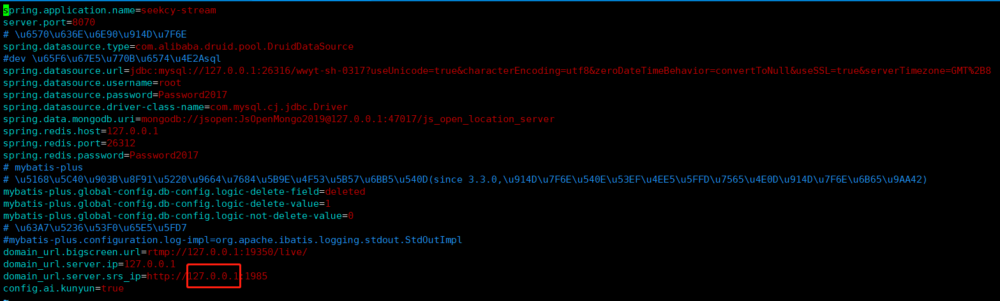 spring.application.name=seekcy-stream
server.port=8070
# \u6570\u636E\u6E90\u914D\u7F6E
spring.datasource.type=com.alibaba.druid.pool.DruidDataSource
#dev \u65F6\u67E5\u770B\u6574\u4E2Asql
spring.datasource.url=jdbc:mysql://127.0.0.1:26316/wwyt-sh-0317?useUnicode=true&characterEncoding=utf8&zeroDateTimeBehavior=convertToNull&useSSL=true&serverTimezone=GMT%2B8
spring.datasource.username=root
spring.datasource.password=Password2017
spring.datasource.driver-class-name=com.mysql.cj.jdbc.Driver
spring.data.mongodb.uri=mongodb://jsopen:JsOpenMongo2019@127.0.0.1:47017/js_open_location_server
spring.redis.host=127.0.0.1
spring.redis.port=26312
spring.redis.password=Password2017
# mybatis-plus
# \u5168\u5C40\u903B\u8F91\u5220\u9664\u7684\u5B9E\u4F53\u5B57\u6BB5\u540D(since 3.3.0,\u914D\u7F6E\u540E\u53EF\u4EE5\u5FFD\u7565\u4E0D\u914D\u7F6E\u6B65\u9AA42)
mybatis-plus.global-config.db-config.logic-delete-field=deleted
mybatis-plus.global-config.db-config.logic-delete-value=1
mybatis-plus.global-config.db-config.logic-not-delete-value=0
# \u63A7\u5236\u53F0\u65E5\u5FD7
#mybatis-plus.configuration.log-impl=org.apache.ibatis.logging.stdout.StdOutImpl
domain_url.bigscreen.url=rtmp://127.0.0.1:19350/live/
domain_url.server.ip=127.0.0.1
domain_url.server.srs_ip=http://127.0.0.1:1985
config.ai.kunyun=true
~